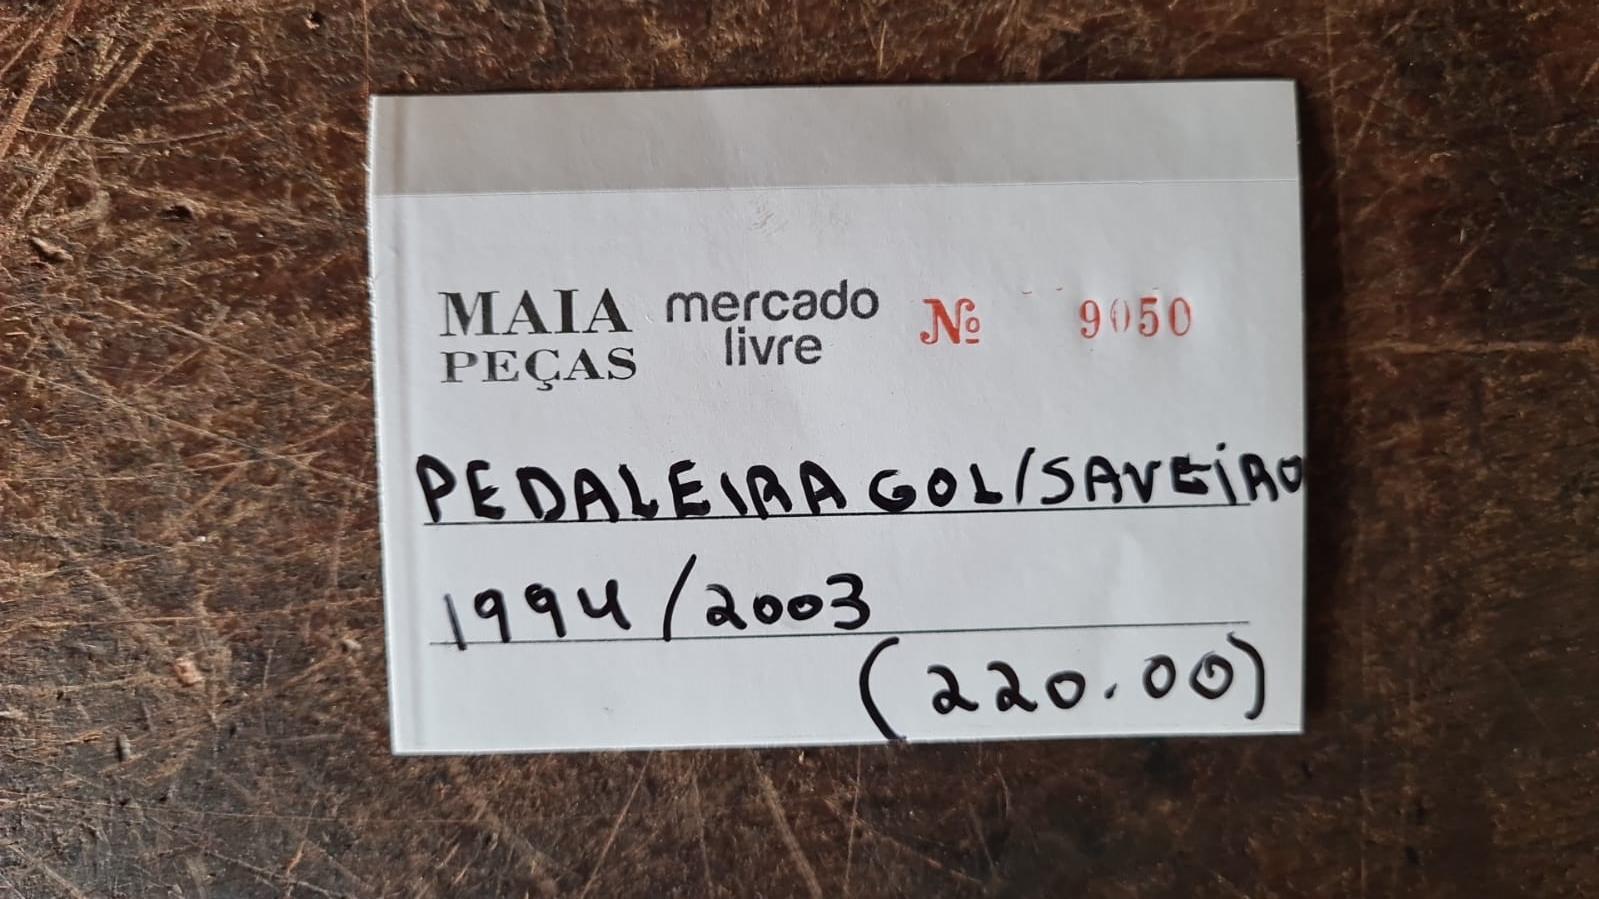 MAIA PEÇAS mercado livre Nº 9050
PEDALEIRA GOL/SAVEIRO
1994/2003
(220.00)